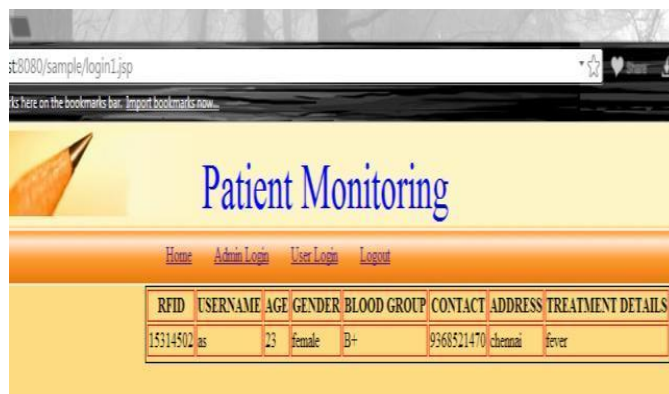 st:8080/sample/login1.jsp
Share
rks here on the bookmarks bar. Import bookmarks now...
Patient Monitoring
Home Admin Login User Login Logout
RFID USERNAME AGE GENDER BLOOD GROUP CONTACT ADDRESS TREATMENT DETAILS
15314502 as 23 female B+ 9368521470 chennai fever